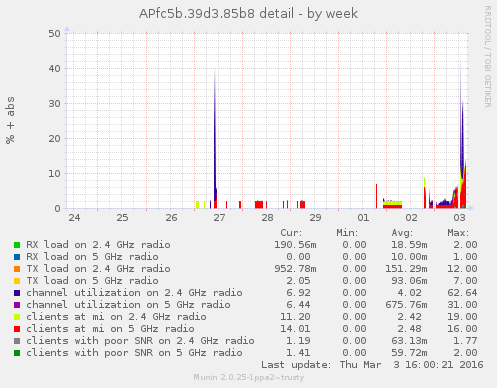 APfc5b.39d3.85b8 detail - by week
RRDTOOL / TOBI OETIKER
% + abs
50
40
30
20
10
0
24 25 26 27 28 29 01 02 03
Cur: Min: Avg: Max:
RX load on 2.4 GHz radio 190.56m 0.00 18.59m 2.00
RX load on 5 GHz radio 0.00 0.00 10.00m 1.00
TX load on 2.4 GHz radio 952.78m 0.00 151.29m 12.00
TX load on 5 GHz radio 2.05 0.00 93.06m 7.00
channel utilization on 2.4 GHz radio 6.92 0.00 4.02 62.64
channel utilization on 5 GHz radio 6.44 0.00 675.76m 31.00
clients at mi on 2.4 GHz radio 11.20 0.00 2.42 19.00
clients at mi on 5 GHz radio 14.01 0.00 2.48 16.00
clients with poor SNR on 2.4 GHz radio 1.19 0.00 63.13m 1.77
clients with poor SNR on 5 GHz radio 1.41 0.00 59.72m 2.00
Last update: Thu Mar 3 16:00:21 2016
Munin 2.0.25-1ppa2~trusty